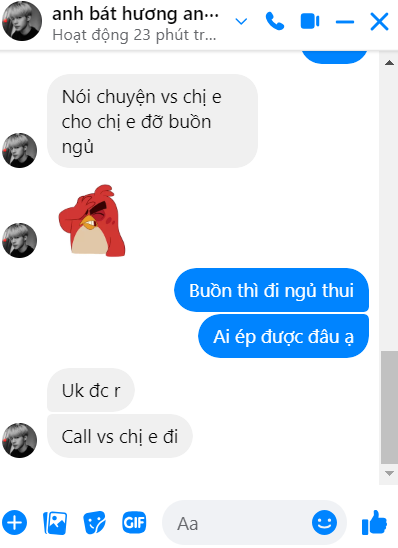 anh bát hương an...
Hoạt động 23 phút tr...
Nói chuyện vs chị e
cho chị e đỡ buồn
ngủ
Buồn thì đi ngủ thui
Ai ép được đâu ạ
Uk đc r
Call vs chị e đi
GIF
Aa